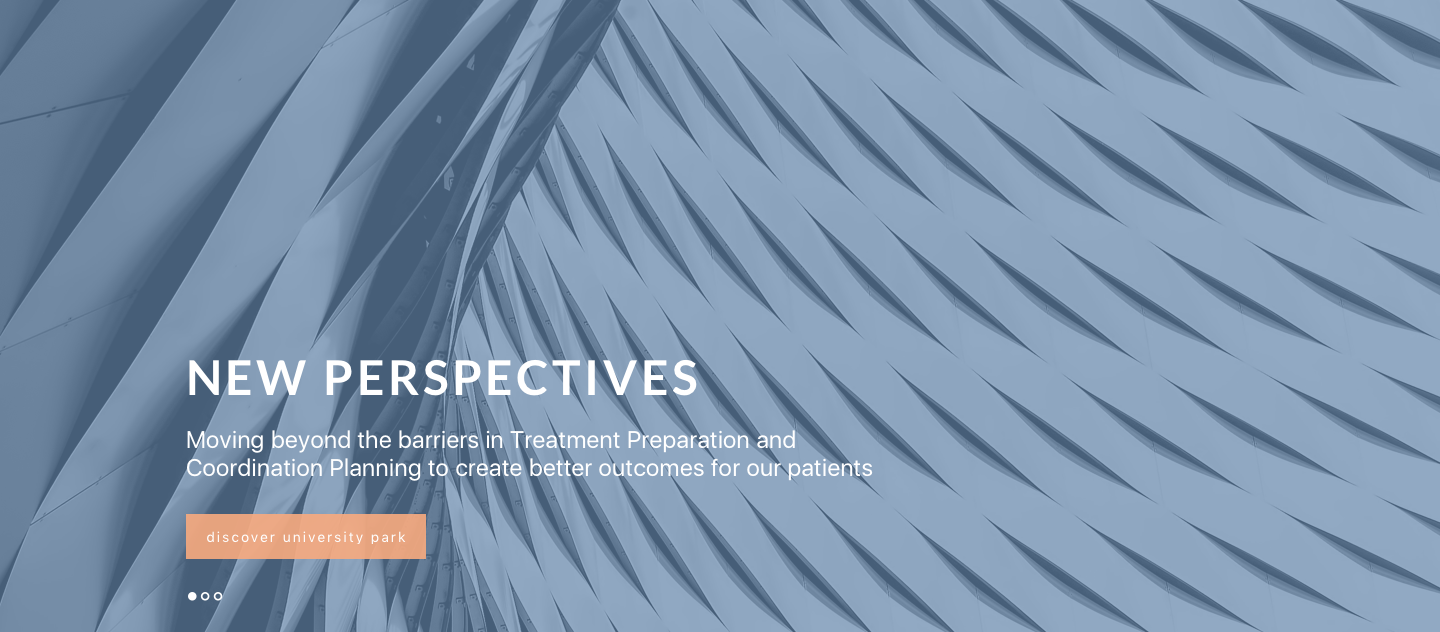 NEW PERSPECTIVES
Moving beyond the barriers in Treatment Preparation and
Coordination Planning to create better outcomes for our patients
discover university park